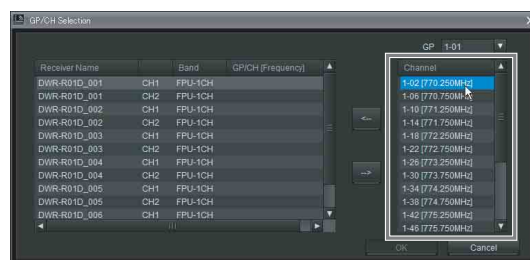 GP/CH Selection
GP 1-01
Receiver Name Band GP/CH [Frequency]
DWR-R01D_001 CH1 FPU-1CH
DWR-R01D_001 CH2 FPU-1CH
DWR-R01D_002 CH1 FPU-1CH
DWR-R01D_002 CH2 FPU-1CH
DWR-R01D_003 CH1 FPU-1CH
DWR-R01D_003 CH2 FPU-1CH
DWR-R01D_004 CH1 FPU-1CH
DWR-R01D_004 CH2 FPU-1CH
DWR-R01D_005 CH1 FPU-1CH
DWR-R01D_005 CH2 FPU-1CH
DWR-R01D_006 CH1 FPU-1CH
<--
-->
Channel
1-02 [770.250MHz]
1-06 [770.750MHz]
1-10 [771.250MHz]
1-14 [771.750MHz]
1-18 [772.250MHz]
1-22 [772.750MHz]
1-26 [773.250MHz]
1-30 [773.750MHz]
1-34 [774.250MHz]
1-38 [774.750MHz]
1-42 [775.250MHz]
1-46 [775.750MHz]
OK Cancel